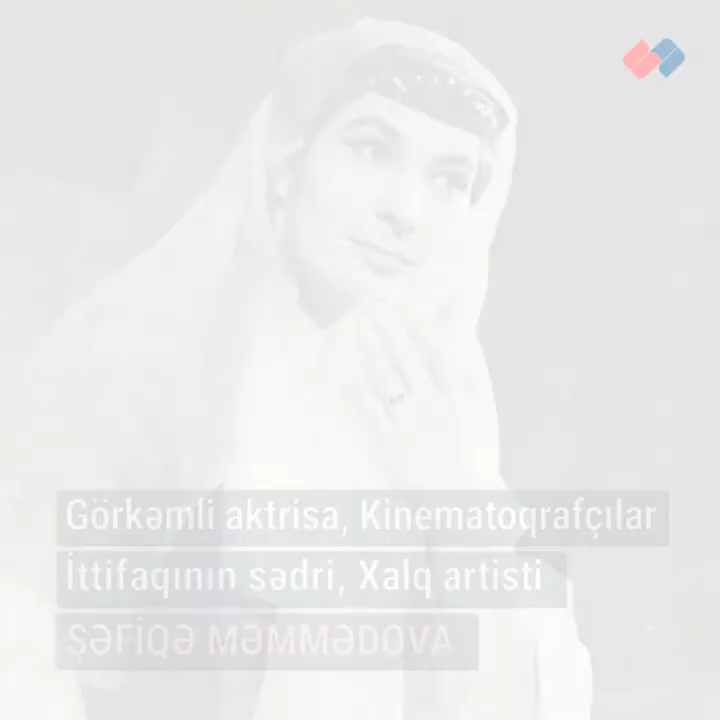 Görkəmli aktrisa, Kinematoqrafçılar
İttifaqının sədri, Xalq artisti
ŞƏFİQƏ MƏMMƏDOVA